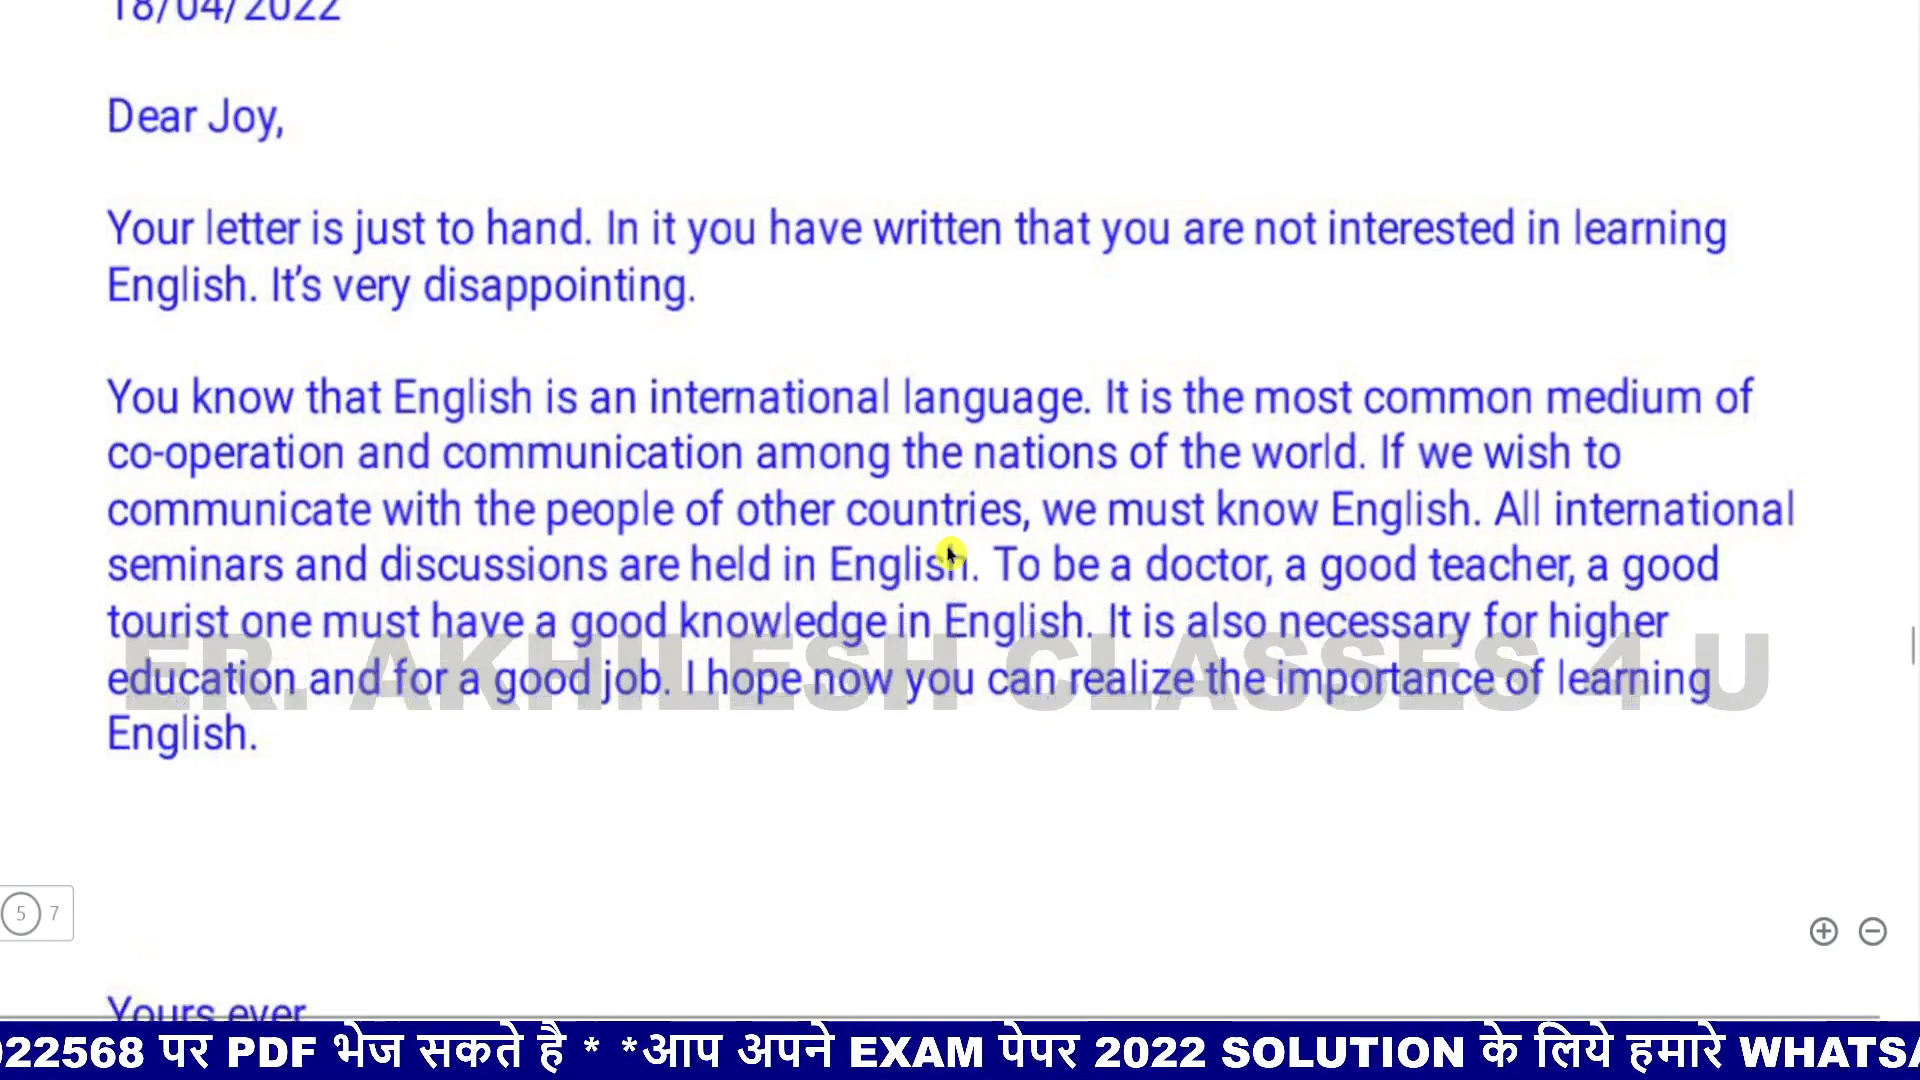 18/04/2022
Dear Joy,
Your letter is just to hand. In it you have written that you are not interested in learning
English. It's very disappointing.
You know that English is an international language. It is the most common medium of
co-operation and communication among the nations of the world. If we wish to
communicate with the people of other countries, we must know English. All international
seminars and discussions are held in English. To be a doctor, a good teacher, a good
tourist one must have a good knowledge in English. It is also necessary for higher
ER. AKHILESH CLASSES 4 U
education and for a good job. I hope now you can realize the importance of learning
English.
5 7
Yours ever
022568 पर PDF भेज सकते है * *आप अपने EXAM पेपर 2022 SOLUTION के लिये हमारे WHATSA